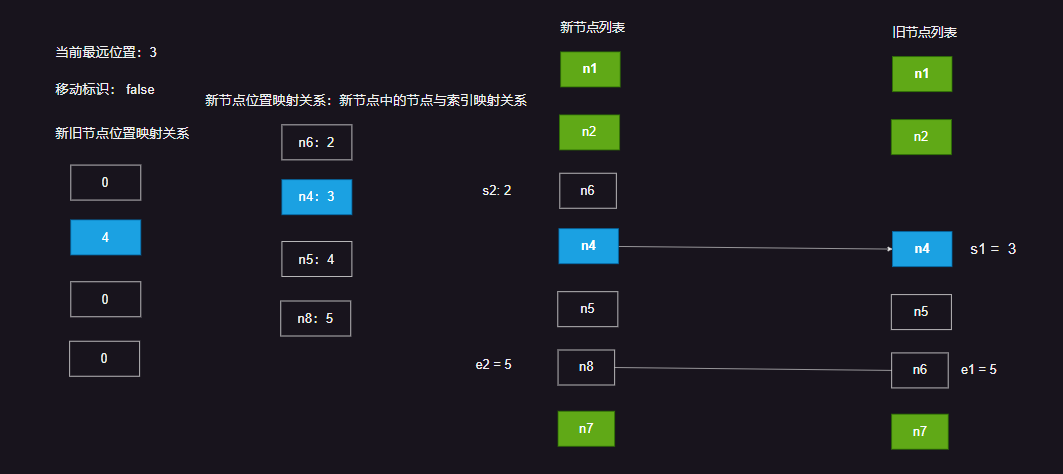 当前最远位置：3
移动标识： false
新旧节点位置映射关系
0
4
0
0
新节点位置映射关系：新节点中的节点与索引映射关系
n6：2
n4：3
n5：4
n8：5
s2: 2
e2 = 5
新节点列表
n1
n2
n6
n4
n5
n8
n7
旧节点列表
n1
n2
n4
n5
n6
n7
s1 = 3
e1 = 5